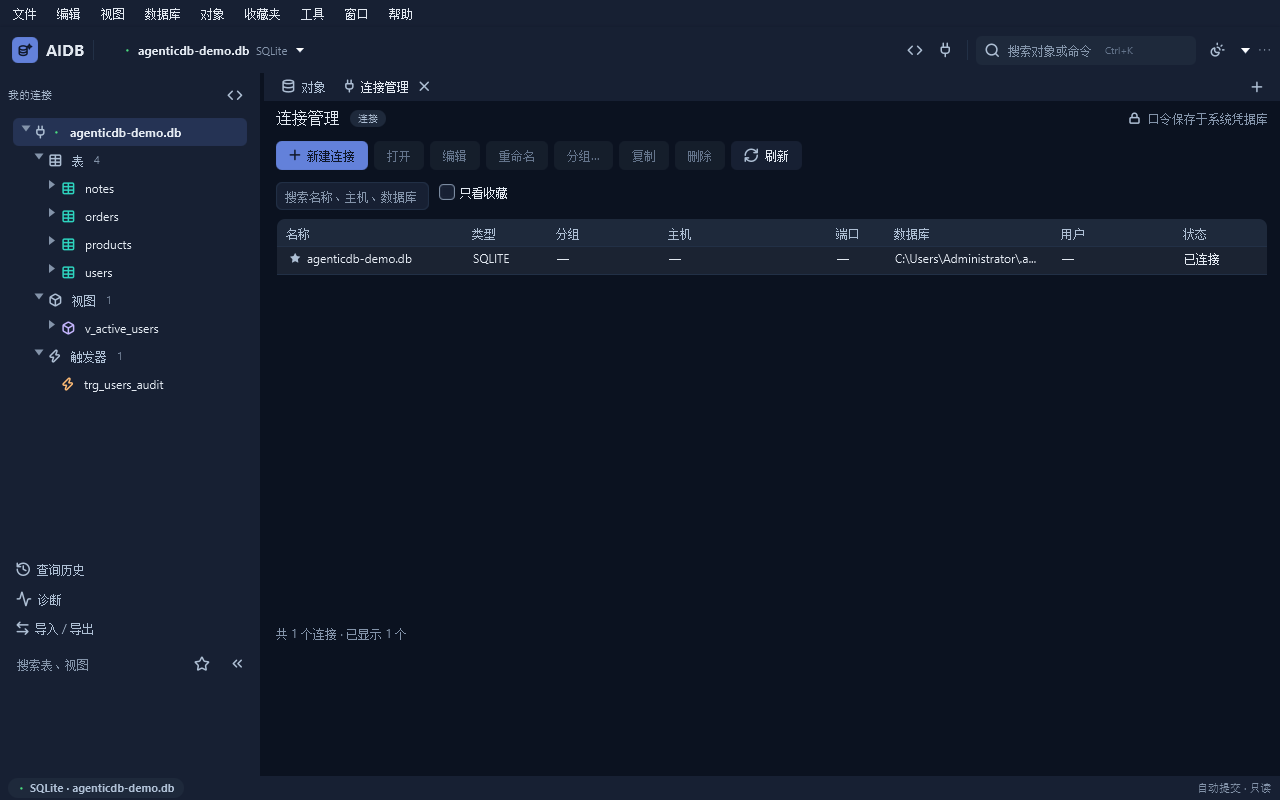 文件 编辑 视图 数据库 对象 收藏夹 工具 窗口 帮助
AIDB agenticdb-demo.db SQLite 搜索对象或命令 Ctrl+K
我的连接
agenticdb-demo.db
表 4
notes
orders
products
users
视图 1
v_active_users
触发器 1
trg_users_audit
查询历史
诊断
导入 / 导出
搜索表、视图
对象 连接管理
连接管理 连接 口令保存于系统凭据库
新建连接 打开 编辑 重命名 分组... 复制 删除 刷新
搜索名称、主机、数据库 只看收藏
名称 类型 分组 主机 端口 数据库 用户 状态
agenticdb-demo.db SQLITE — — — C:\Users\Administrator\.a... — 已连接
共 1 个连接 · 已显示 1 个
SQLite · agenticdb-demo.db 自动提交 · 只读